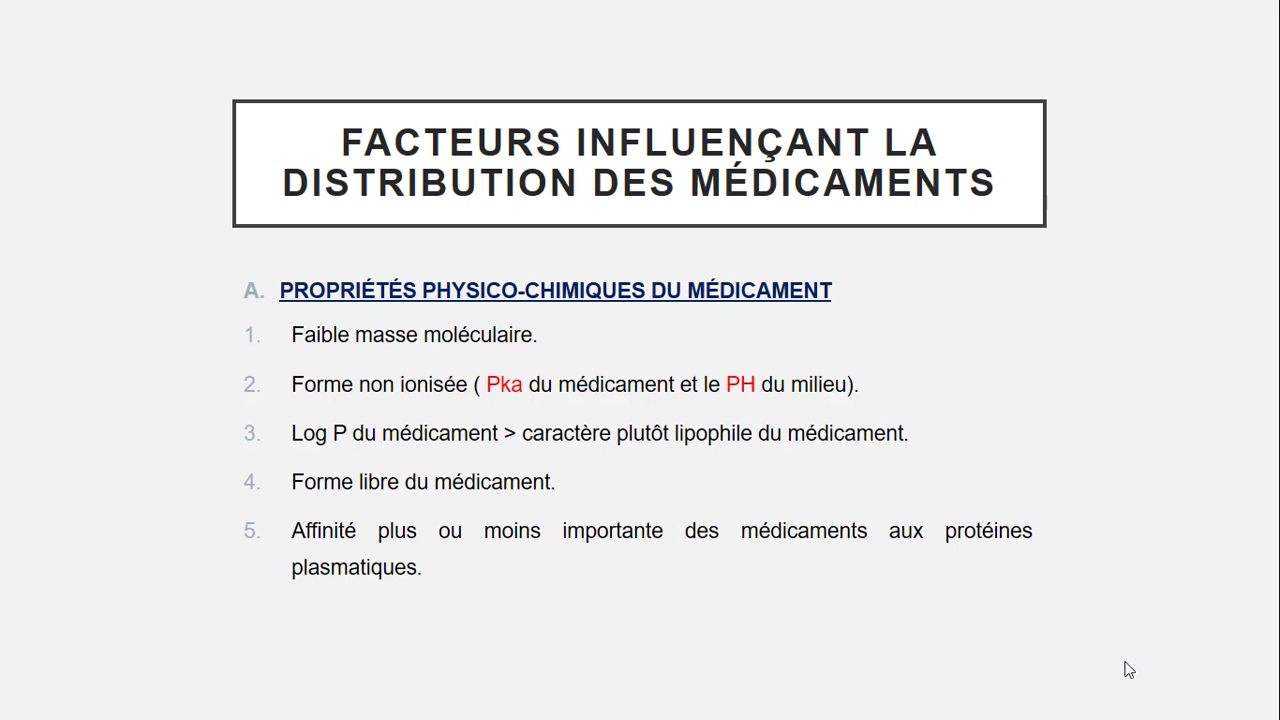 FACTEURS INFLUENÇANT LA
DISTRIBUTION DES MÉDICAMENTS
A. PROPRIÉTÉS PHYSICO-CHIMIQUES DU MÉDICAMENT
1. Faible masse moléculaire.
2. Forme non ionisée ( Pka du médicament et le PH du milieu).
3. Log P du médicament > caractère plutôt lipophile du médicament.
4. Forme libre du médicament.
5. Affinité plus ou moins importante des médicaments aux protéines
plasmatiques.